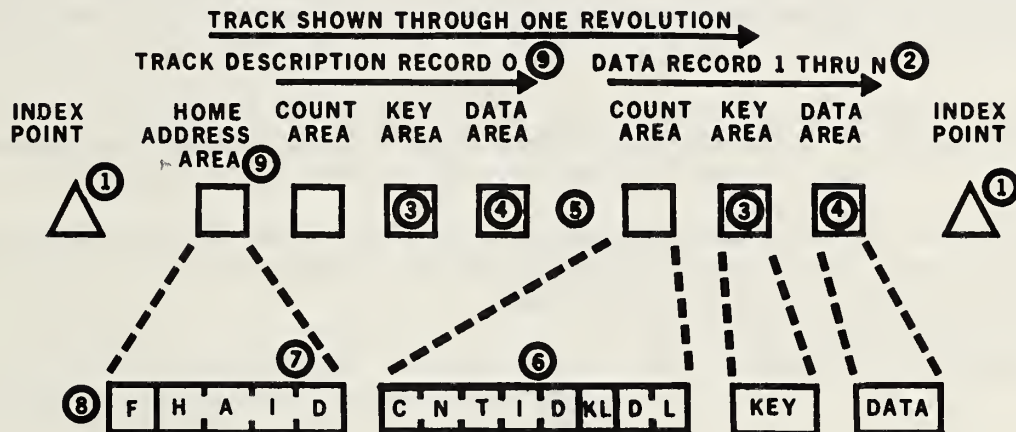 TRACK SHOWN THROUGH ONE REVOLUTION
TRACK DESCRIPTION RECORD 0 9 DATA RECORD 1 THRU N 2
INDEX POINT
HOME ADDRESS AREA 9
COUNT AREA
KEY AREA
DATA AREA
COUNT AREA
KEY AREA
DATA AREA
INDEX POINT
1 3 4 5 3 4 1
7 6
8 F H A I D C N T I D KL D L KEY DATA